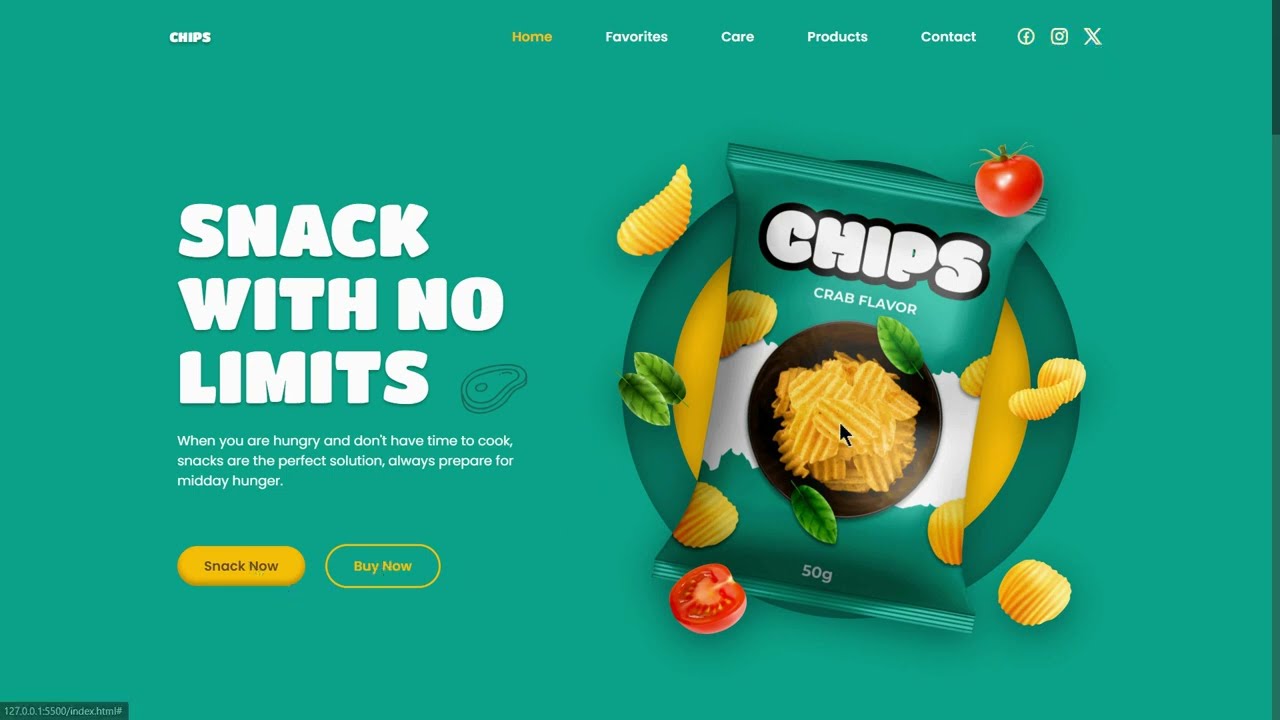 CHIPS
Home
Favorites
Care
Products
Contact
SNACK
WITH NO
LIMITS
When you are hungry and don't have time to cook,
snacks are the perfect solution, always prepare for
midday hunger.
Snack Now
Buy Now
CHIPS
CRAB FLAVOR
50g
127.0.0.1:5500/index.html#